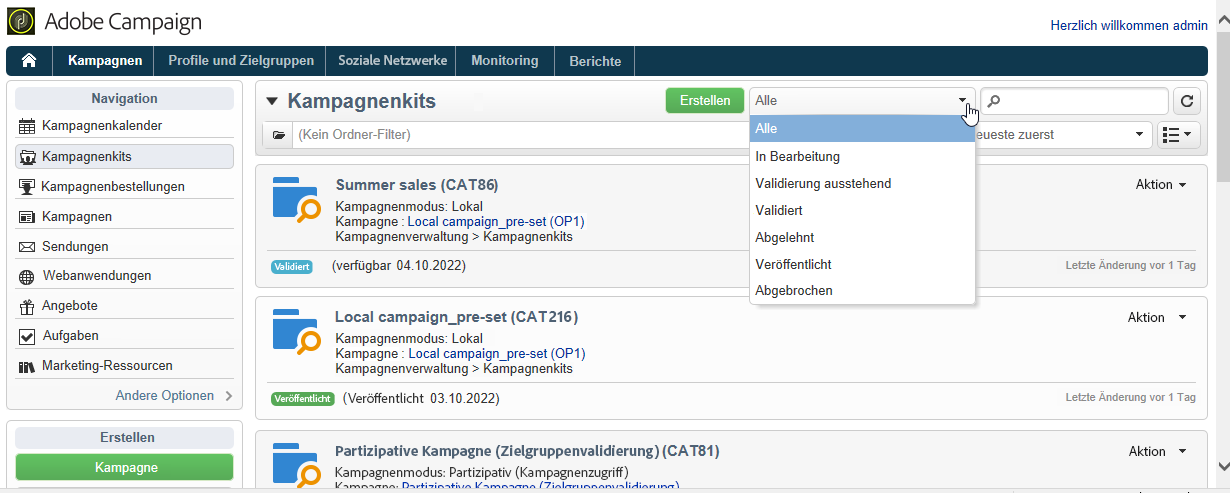 Adobe Campaign
Herzlich willkommen admin
Kampagnen Profile und Zielgruppen Soziale Netzwerke Monitoring Berichte
Navigation
Kampagnenkalender
Kampagnenkits
Kampagnenbestellungen
Kampagnen
Sendungen
Webanwendungen
Angebote
Aufgaben
Marketing-Ressourcen
Andere Optionen
Erstellen
Kampagne
Kampagnenkits
Erstellen
Alle
(Kein Ordner-Filter)
eueste zuerst
Alle
In Bearbeitung
Validierung ausstehend
Validiert
Abgelehnt
Veröffentlicht
Abgebrochen
Summer sales (CAT86)
Aktion
Kampagnenmodus: Lokal
Kampagne : Local campaign_pre-set (OP1)
Kampagnenverwaltung > Kampagnenkits
Validiert (verfügbar 04.10.2022)
Letzte Änderung vor 1 Tag
Local campaign_pre-set (CAT216)
Aktion
Kampagnenmodus: Lokal
Kampagne : Local campaign_pre-set (OP1)
Kampagnenverwaltung > Kampagnenkits
Veröffentlicht (Veröffentlicht 03.10.2022)
Letzte Änderung vor 1 Tag
Partizipative Kampagne (Zielgruppenvalidierung) (CAT81)
Aktion
Kampagnenmodus: Partizipativ (Kampagnenzugriff)
Kampagne: Partizipative Kampagne (Zielgruppenvalidierung)